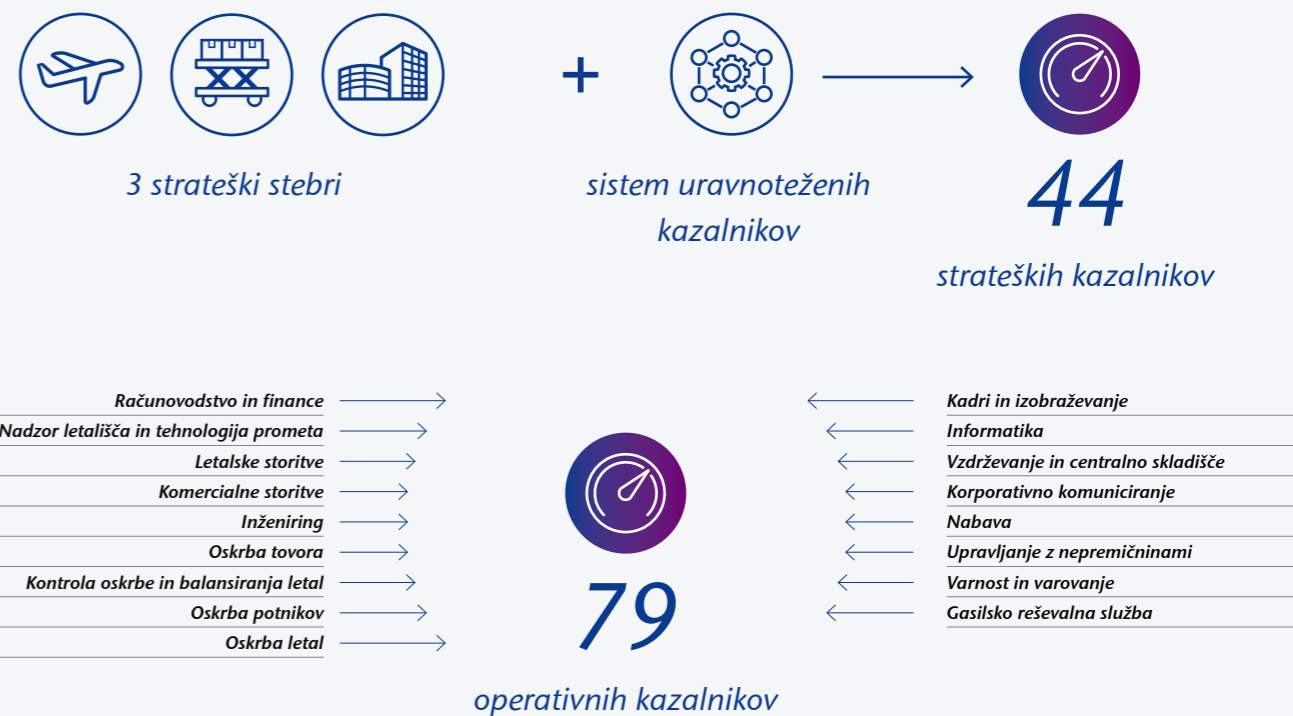 3 strateški stebri
+
sistem uravnoteženih
kazalnikov
44
strateških kazalnikov
Računovodstvo in finance
Nadzor letališča in tehnologija prometa
Letalske storitve
Komercialne storitve
Inženiring
Oskrba tovora
Kontrola oskrbe in balansiranja letal
Oskrba potnikov
Oskrba letal
79
operativnih kazalnikov
Kadri in izobraževanje
Informatika
Vzdrževanje in centralno skladišče
Korporativno komuniciranje
Nabava
Upravljanje z nepremičninami
Varnost in varovanje
Gasilsko reševalna služba